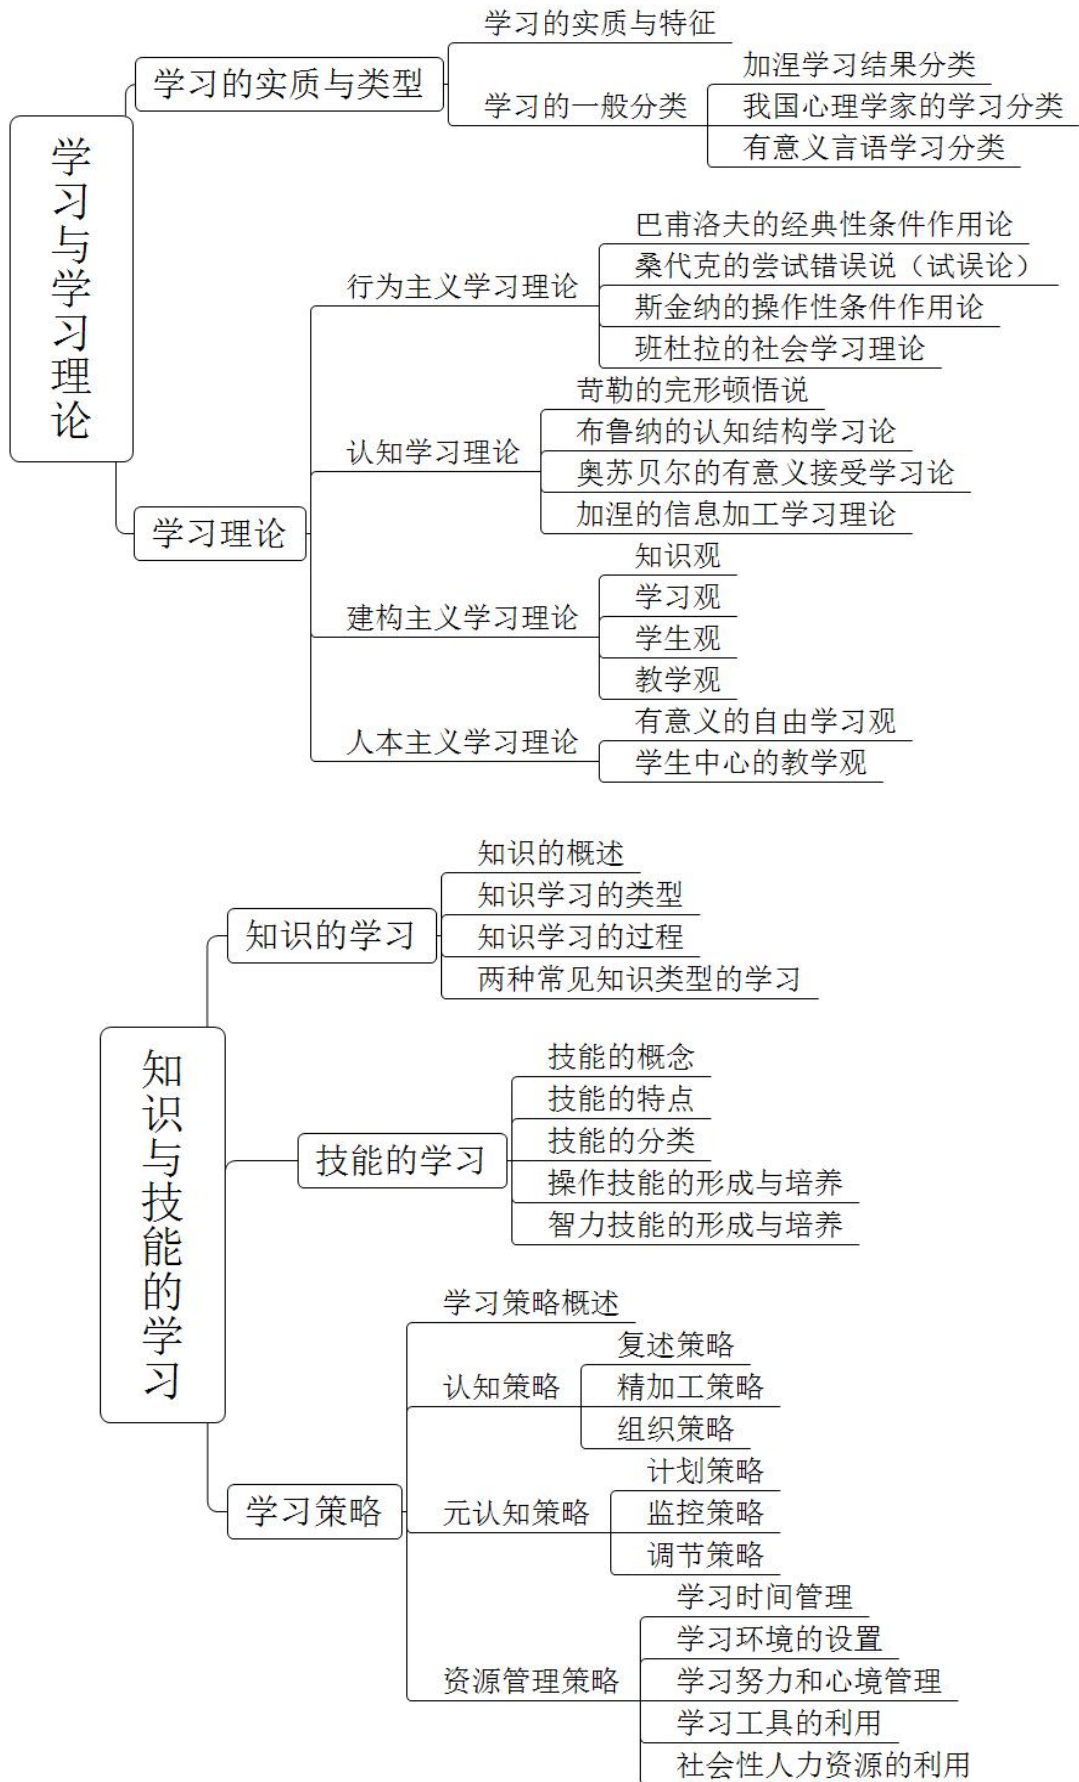 学习与学习理论
学习的实质与类型
学习的实质与特征
学习的一般分类
加涅学习结果分类
我国心理学家的学习分类
有意义言语学习分类
学习理论
行为主义学习理论
巴甫洛夫的经典性条件作用论
桑代克的尝试错误说（试误论）
斯金纳的操作性条件作用论
班杜拉的社会学习理论
认知学习理论
苛勒的完形顿悟说
布鲁纳的认知结构学习论
奥苏贝尔的有意义接受学习论
加涅的信息加工学习理论
建构主义学习理论
知识观
学习观
学生观
教学观
人本主义学习理论
有意义的自由学习观
学生中心的教学观
知识与技能的学习
知识的学习
知识的概述
知识学习的类型
知识学习的过程
两种常见知识类型的学习
技能的学习
技能的概念
技能的特点
技能的分类
操作技能的形成与培养
智力技能的形成与培养
学习策略
学习策略概述
认知策略
复述策略
精加工策略
组织策略
元认知策略
计划策略
监控策略
调节策略
资源管理策略
学习时间管理
学习环境的设置
学习努力和心境管理
学习工具的利用
社会性人力资源的利用